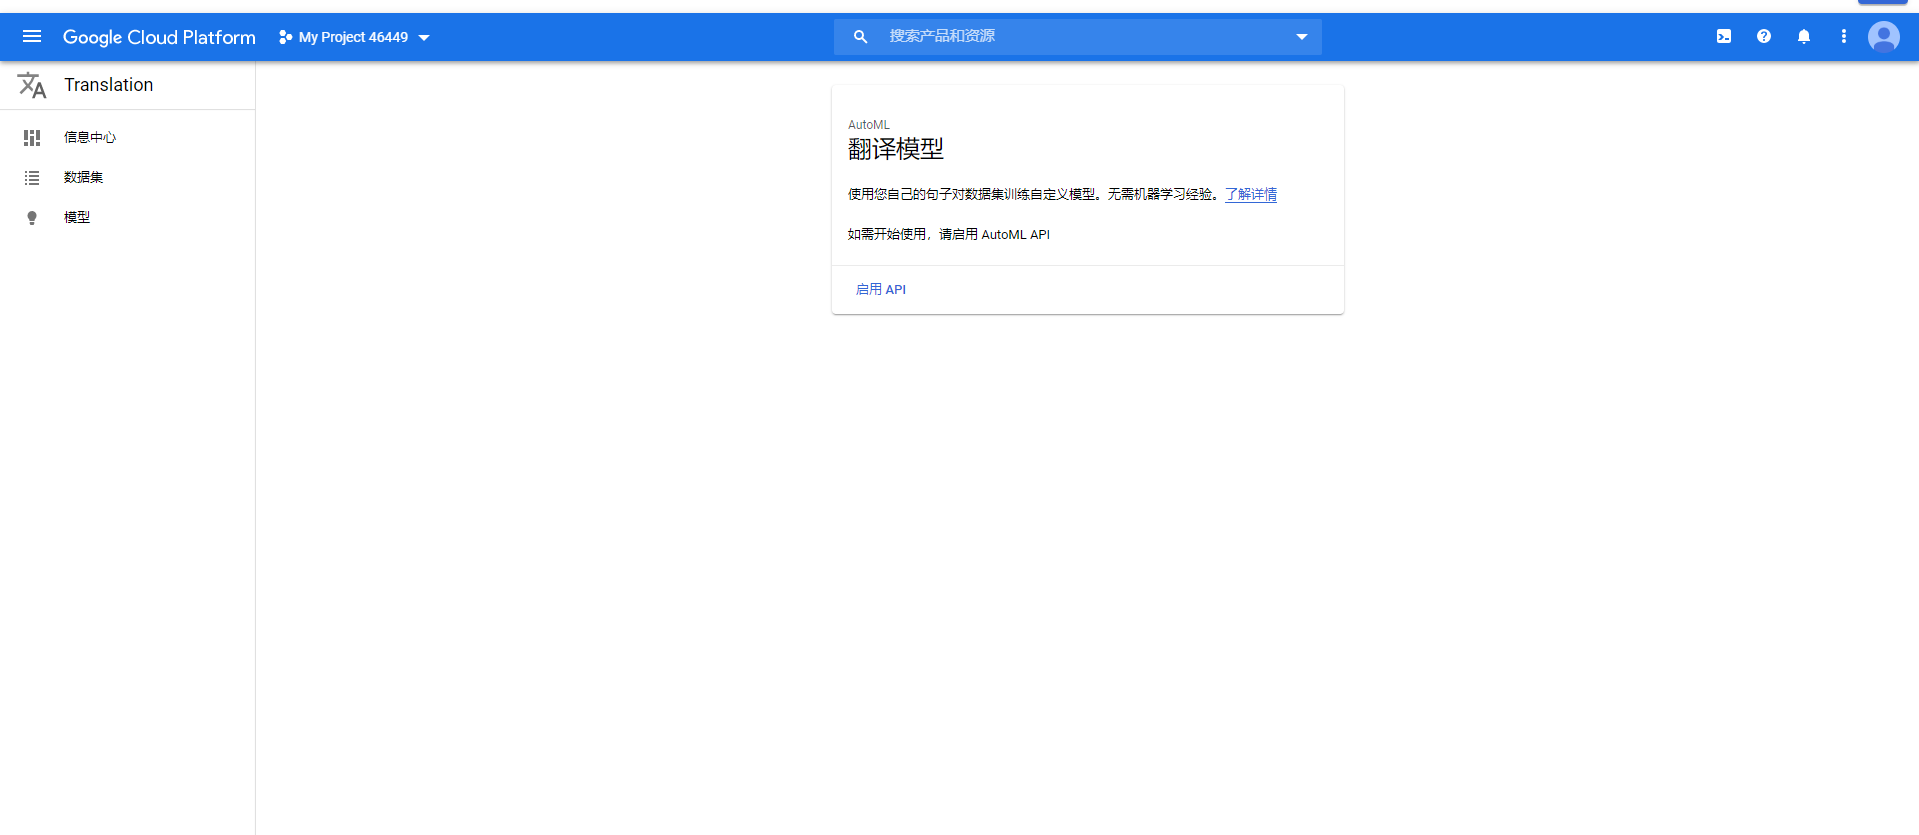 Google Cloud Platform
My Project 46449
搜索产品和资源
Translation
信息中心
数据集
模型
AutoML
翻译模型
使用您自己的句子对数据集训练自定义模型。无需机器学习经验。了解详情
如需开始使用，请启用 AutoML API
启用 API